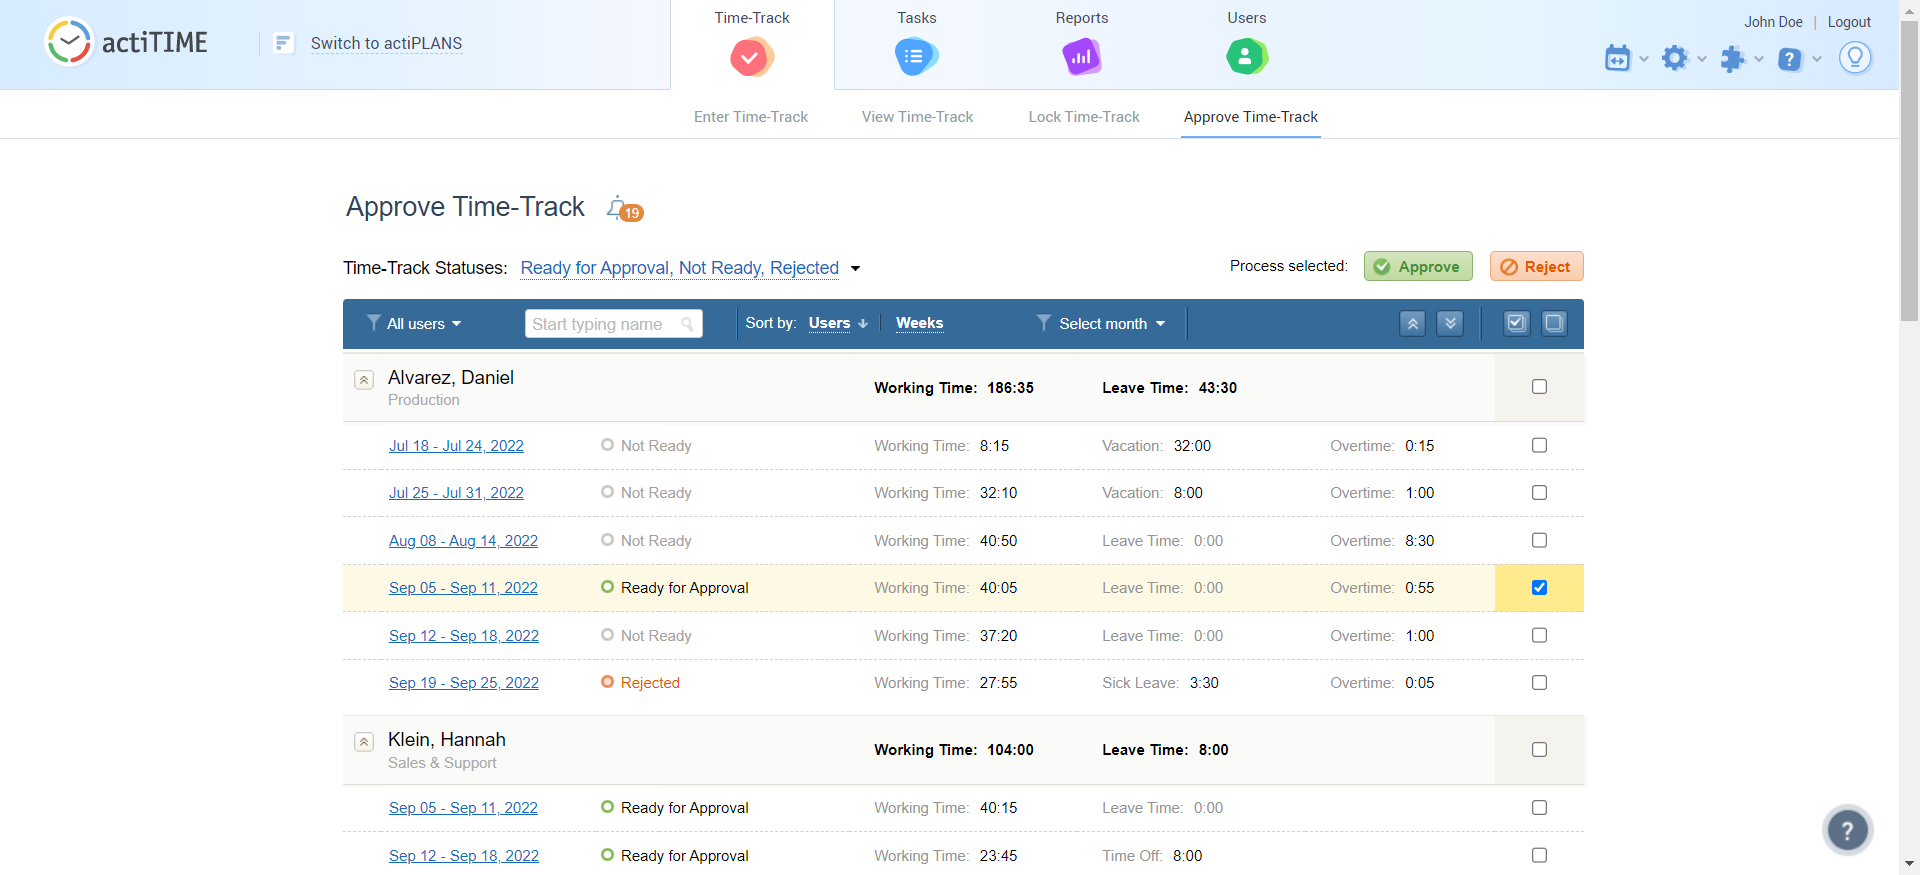 actiTIME
Switch to actiPLANS
Time-Track
Tasks
Reports
Users
John Doe | Logout
Enter Time-Track
View Time-Track
Lock Time-Track
Approve Time-Track
Approve Time-Track 19
Time-Track Statuses: Ready for Approval, Not Ready, Rejected
Process selected: Approve Reject
All users Start typing name Sort by: Users Weeks Select month
Alvarez, Daniel
Production
Working Time: 186:35 Leave Time: 43:30
Jul 18 - Jul 24, 2022 Not Ready Working Time: 8:15 Vacation: 32:00 Overtime: 0:15
Jul 25 - Jul 31, 2022 Not Ready Working Time: 32:10 Vacation: 8:00 Overtime: 1:00
Aug 08 - Aug 14, 2022 Not Ready Working Time: 40:50 Leave Time: 0:00 Overtime: 8:30
Sep 05 - Sep 11, 2022 Ready for Approval Working Time: 40:05 Leave Time: 0:00 Overtime: 0:55
Sep 12 - Sep 18, 2022 Not Ready Working Time: 37:20 Leave Time: 0:00 Overtime: 1:00
Sep 19 - Sep 25, 2022 Rejected Working Time: 27:55 Sick Leave: 3:30 Overtime: 0:05
Klein, Hannah
Sales & Support
Working Time: 104:00 Leave Time: 8:00
Sep 05 - Sep 11, 2022 Ready for Approval Working Time: 40:15 Leave Time: 0:00
Sep 12 - Sep 18, 2022 Ready for Approval Working Time: 23:45 Time Off: 8:00
?